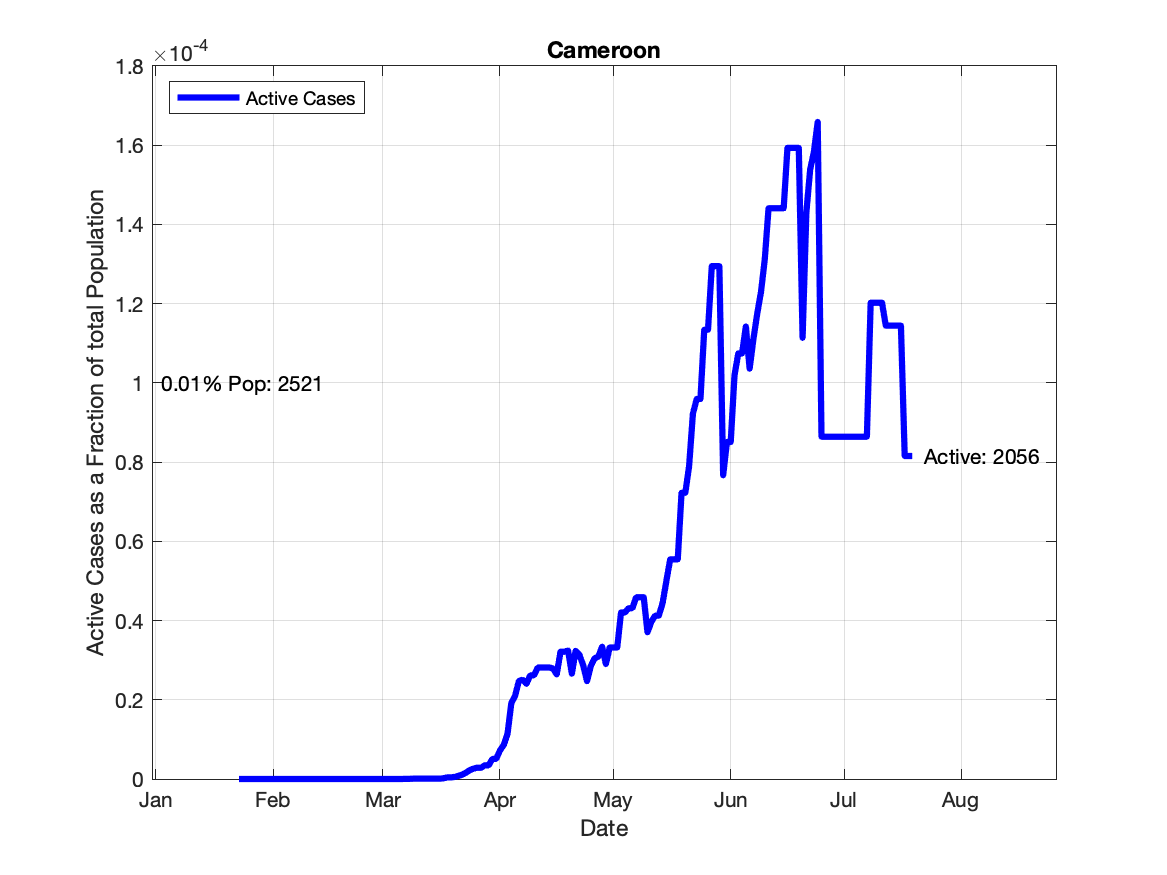 Cameroon
×10-4
Active Cases
1.8
1.6
1.4
1.2
1
0.8
0.6
0.4
0.2
0
0.01% Pop: 2521
Active: 2056
Active Cases as a Fraction of total Population
Jan Feb Mar Apr May Jun Jul Aug
Date